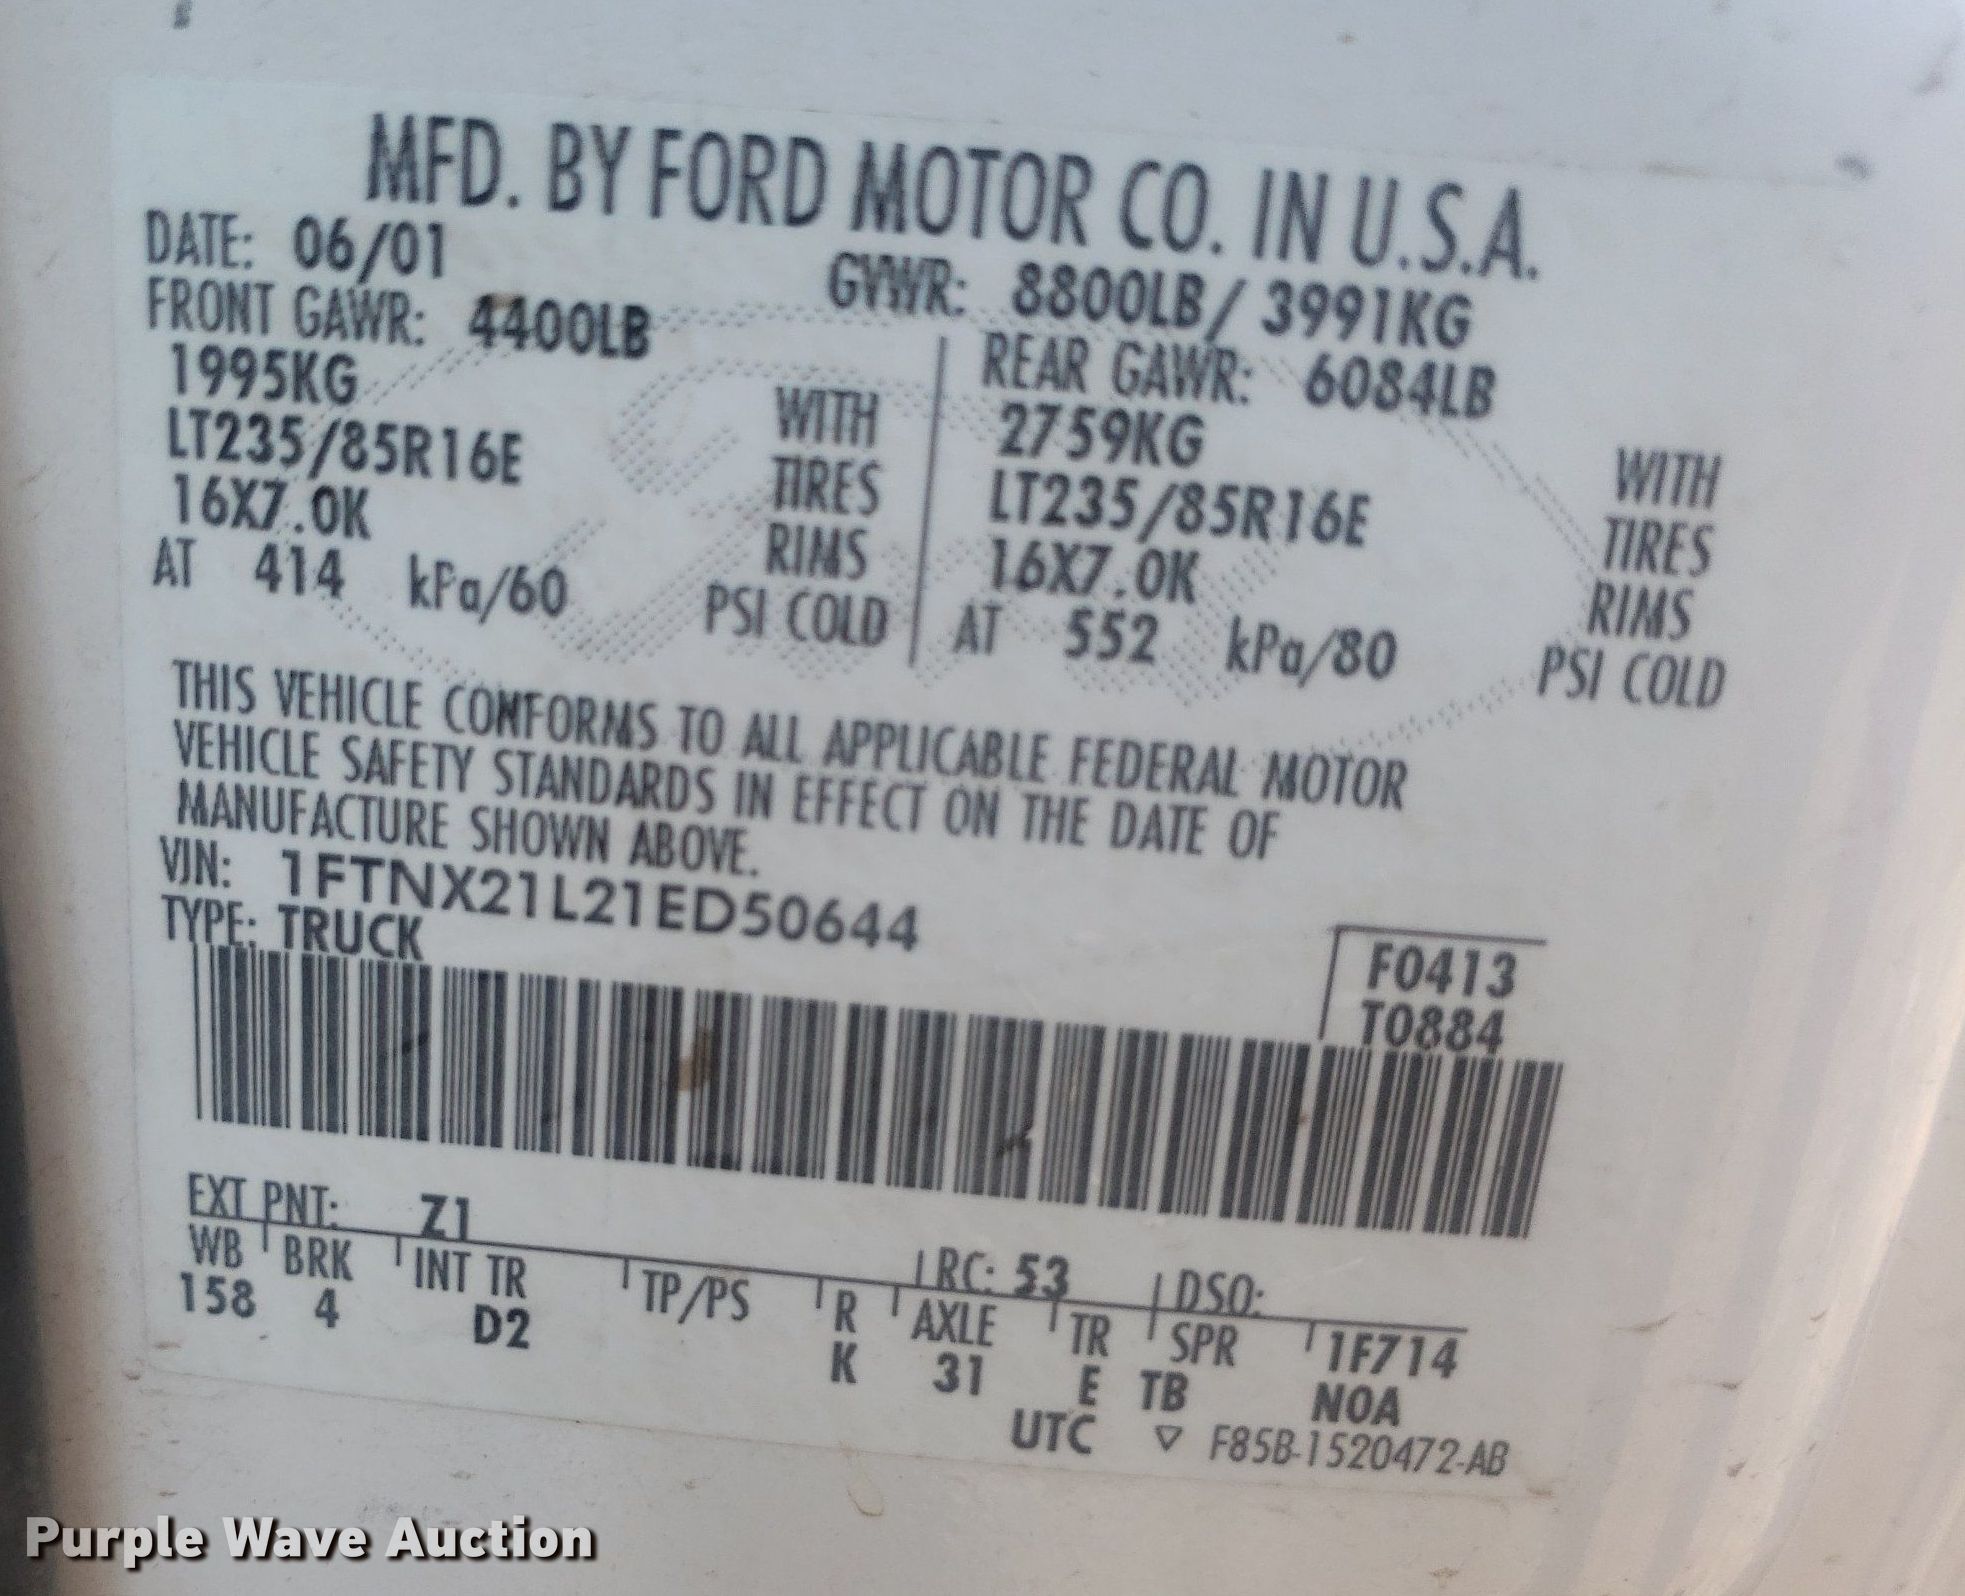 MFD. BY FORD MOTOR CO. IN U.S.A.
DATE: 06/01 GVWR: 8800LB/ 3991KG
FRONT GAWR: 4400LB REAR GAWR: 6084LB
1995KG WITH 2759KG WITH
LT235/85R16E TIRES LT235/85R16E TIRES
16X7.0K RIMS 16X7.0K RIMS
AT 414 kPa/60 PSI COLD AT 552 kPa/80 PSI COLD
THIS VEHICLE CONFORMS TO ALL APPLICABLE FEDERAL MOTOR
VEHICLE SAFETY STANDARDS IN EFFECT ON THE DATE OF
MANUFACTURE SHOWN ABOVE.
VIN: 1FTNX21L21ED50644
TYPE: TRUCK
F0413
T0884
EXT PNT: Z1 RC: 53 DSO:
WB BRK INT TR TP/PS R AXLE TR SPR 1F714
158 4 D2 K 31 E TB NOA
UTC ▽ F85B-1520472-AB
Purple Wave Auction